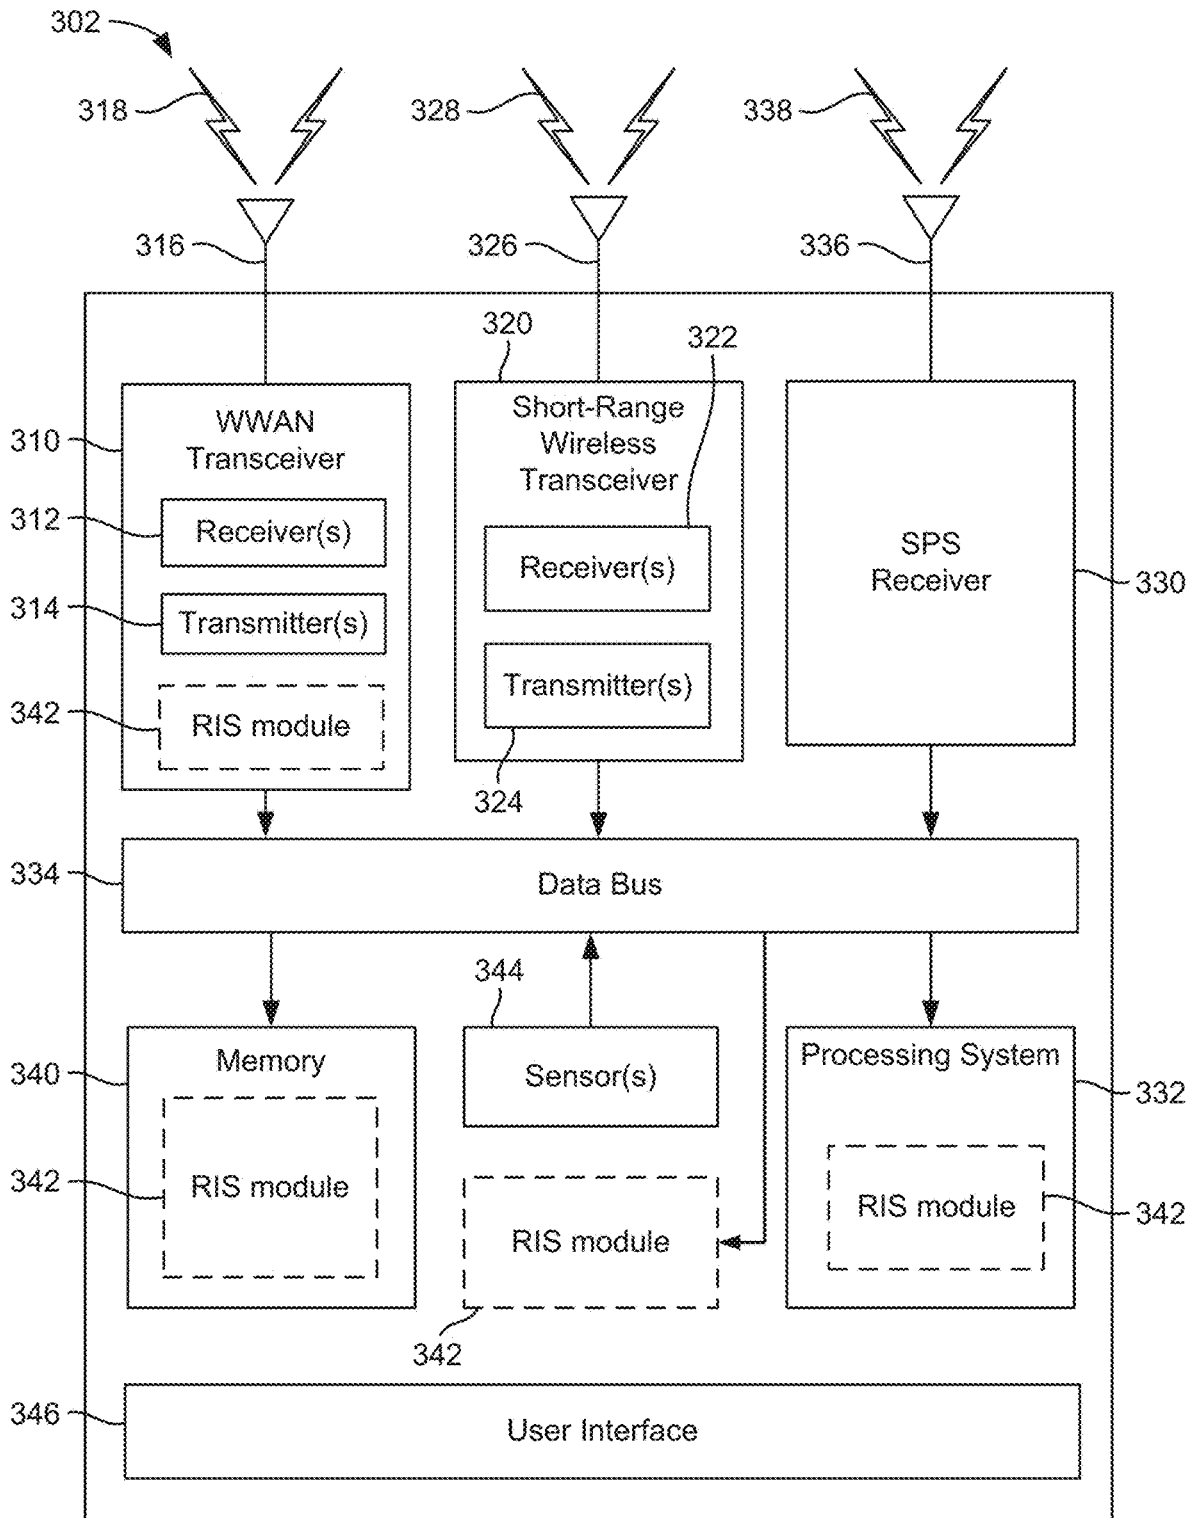 302
318
328
338
316
326
336
320
322
310
WWAN
Transceiver
Short-Range
Wireless
Transceiver
312
Receiver(s)
Receiver(s)
SPS
Receiver
330
314
Transmitter(s)
Transmitter(s)
342
RIS module
324
334
Data Bus
344
340
Memory
Sensor(s)
Processing System
332
342
RIS module
RIS module
RIS module
342
342
346
User Interface